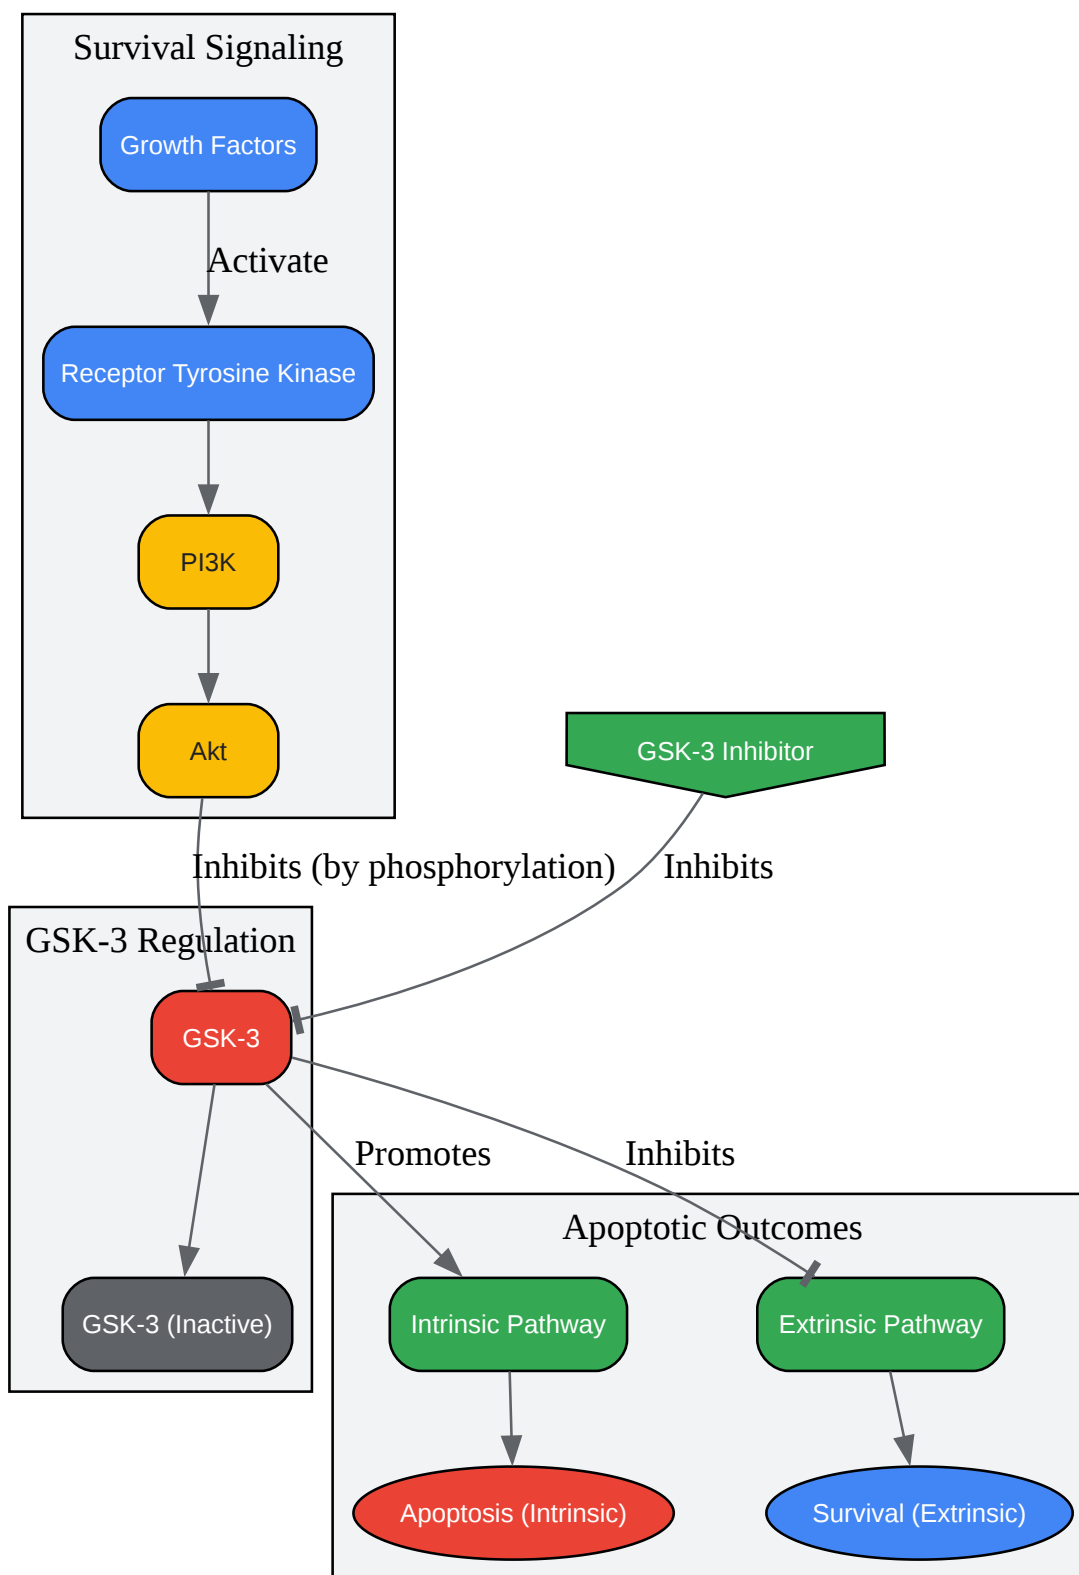 Survival Signaling
Growth Factors
Activate
Receptor Tyrosine Kinase
PI3K
Akt
GSK-3 Inhibitor
Inhibits (by phosphorylation)
Inhibits
GSK-3 Regulation
GSK-3
Promotes
Inhibits
Apoptotic Outcomes
GSK-3 (Inactive)
Intrinsic Pathway
Extrinsic Pathway
Apoptosis (Intrinsic)
Survival (Extrinsic)